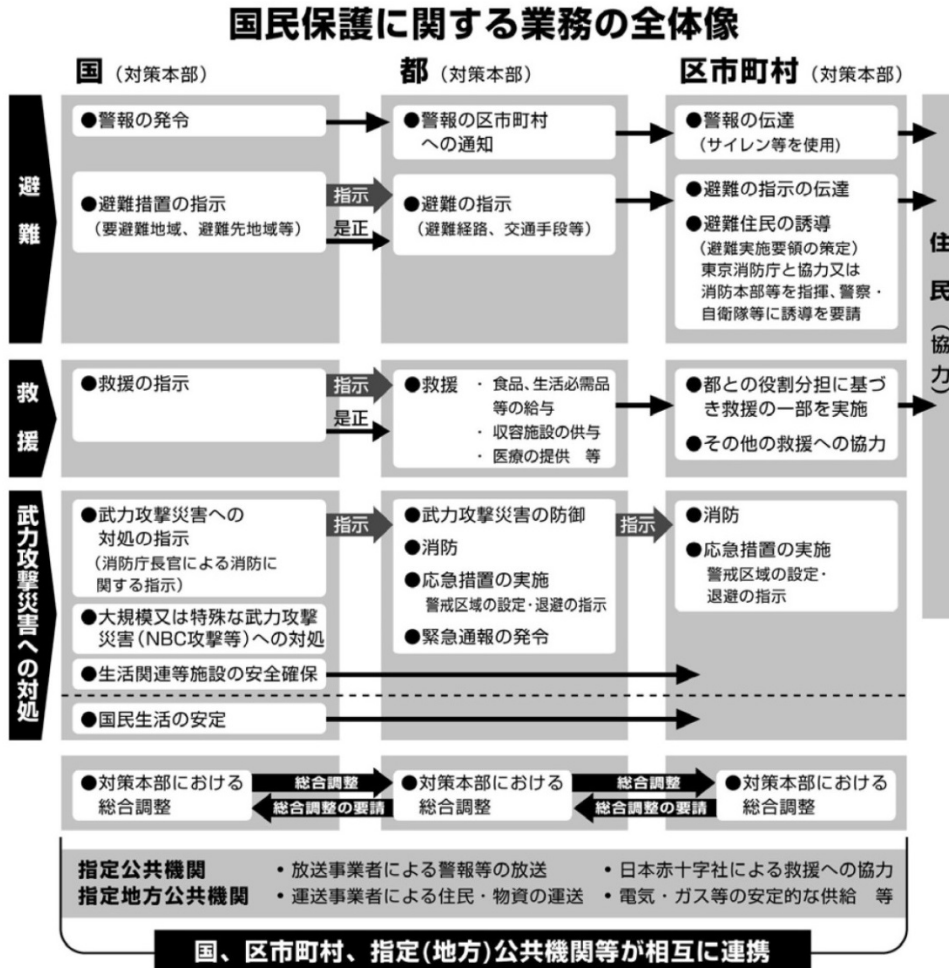 国民保護に関する業務の全体像
国（対策本部）
都（対策本部）
区市町村（対策本部）
避難
●警報の発令
●警報の区市町村
への通知
●警報の伝達
(サイレン等を使用)
●避難措置の指示
(要避難地域、避難先地域等)
指示
是正
●避難の指示
(避難経路、交通手段等)
●避難の指示の伝達
●避難住民の誘導
(避難実施要領の策定)
東京消防庁と協力又は
消防本部等を指揮、警察・
自衛隊等に誘導を要請
住民（協力）
救援
●救援の指示
指示
是正
●救援 ・ 食品、生活必需品
等の給与
・ 収容施設の供与
・ 医療の提供 等
●都との役割分担に基づ
き救援の一部を実施
●その他の救援への協力
武力攻撃災害への対処
●武力攻撃災害への
対処の指示
(消防庁長官による消防に
関する指示)
●大規模又は特殊な武力攻撃
災害(NBC攻撃等)への対処
●生活関連等施設の安全確保
●国民生活の安定
指示
●武力攻撃災害の防御
●消防
●応急措置の実施
警戒区域の設定・退避の指示
●緊急通報の発令
指示
●消防
●応急措置の実施
警戒区域の設定・
退避の指示
●対策本部における
総合調整
総合調整
総合調整の要請
●対策本部における
総合調整
総合調整
総合調整の要請
●対策本部における
総合調整
指定公共機関
指定地方公共機関
・放送事業者による警報等の放送
・運送事業者による住民・物資の運送
・日本赤十字社による救援への協力
・電気・ガス等の安定的な供給 等
国、区市町村、指定(地方)公共機関等が相互に連携